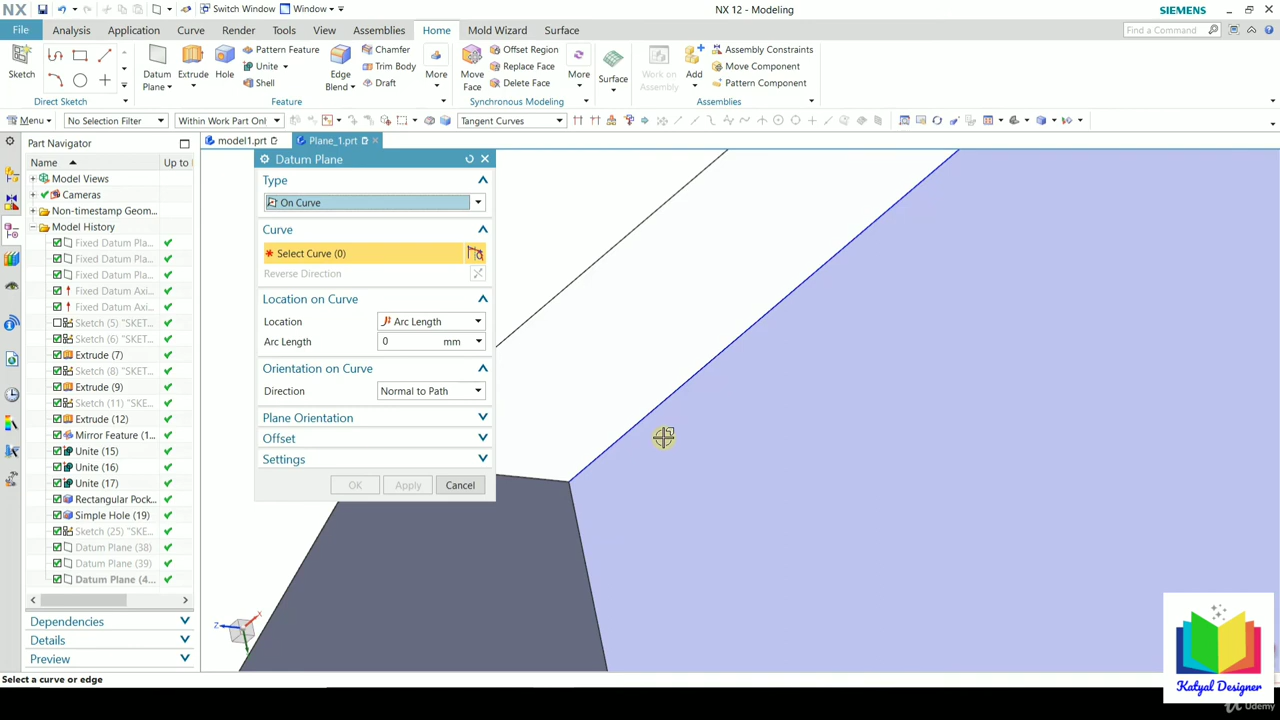 NX
Switch Window
Window
NX 12 - Modeling
SIEMENS
File
Analysis
Application
Curve
Render
Tools
View
Assemblies
Home
Mold Wizard
Surface
Find a Command
Sketch
Direct Sketch
Datum Plane
Extrude
Hole
Pattern Feature
Unite
Shell
Edge Blend
Chamfer
Trim Body
Draft
More
Feature
Move Face
Offset Region
Replace Face
Delete Face
More
Synchronous Modeling
Surface
Work on Assembly
Add
Assembly Constraints
Move Component
Pattern Component
Assemblies
Menu
No Selection Filter
Within Work Part Onl
Tangent Curves
Part Navigator
model1.prt
Plane_1.prt
Name
Up to
Model Views
Cameras
Non-timestamp Geom...
Model History
Fixed Datum Pla...
Fixed Datum Pla...
Fixed Datum Pla...
Fixed Datum Axi...
Fixed Datum Axi...
Sketch (5) "SKET...
Sketch (6) "SKET...
Extrude (7)
Sketch (8) "SKET...
Extrude (9)
Sketch (11) "SKE...
Extrude (12)
Mirror Feature (1...
Unite (15)
Unite (16)
Unite (17)
Rectangular Pock...
Simple Hole (19)
Sketch (25) "SKE...
Datum Plane (38)
Datum Plane (39)
Datum Plane (4...
Dependencies
Details
Preview
Datum Plane
Type
On Curve
Curve
* Select Curve (0)
Reverse Direction
Location on Curve
Location
Arc Length
Arc Length
0
mm
Orientation on Curve
Direction
Normal to Path
Plane Orientation
Offset
Settings
OK
Apply
Cancel
X
Z
Select a curve or edge
Katyal Designer
Udemy